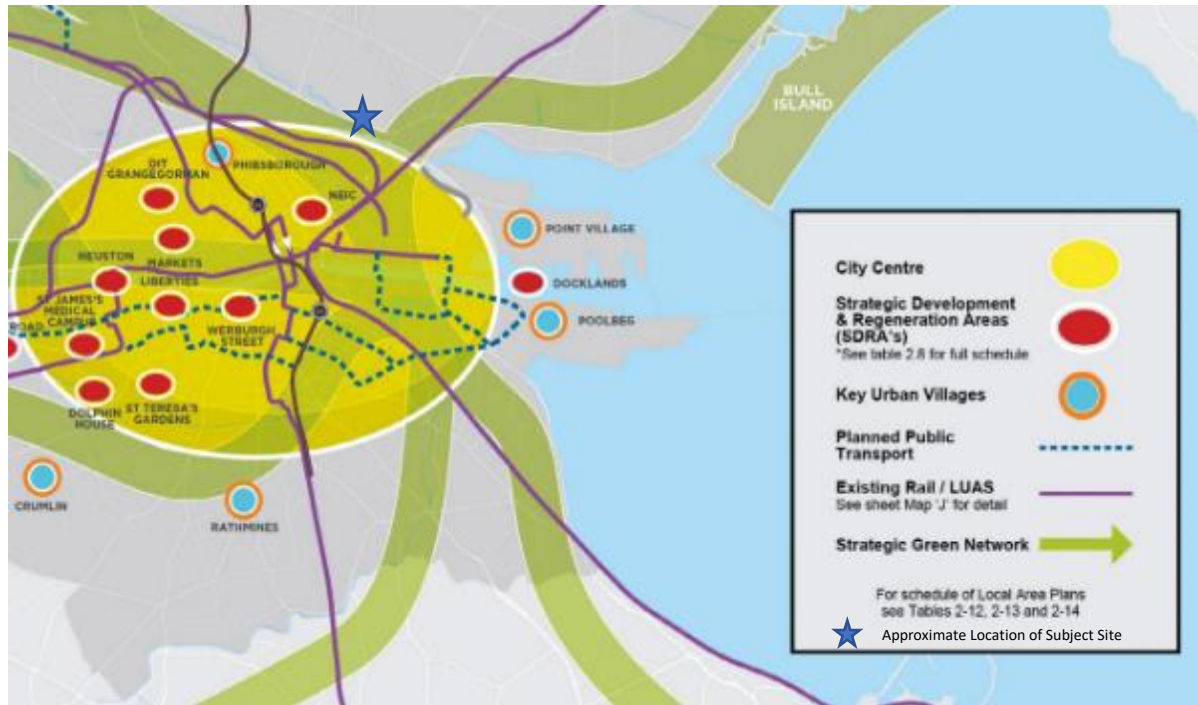 BULL
ISLAND
PHIBSBOROUGH
DIT
GRANGEGORMAN
NEIC
POINT VILLAGE
HEUSTON
MARKETS
LIBERTIES
DOCKLANDS
ST JAMES'S
MEDICAL
CAMPUS
ROAD
WERBURGH
STREET
POOLBEG
DOLPHIN
HOUSE
ST TERESA'S
GARDENS
CRUMLIN
RATHMINES
City Centre
Strategic Development
& Regeneration Areas
(SDRA's)
*See table 2.8 for full schedule
Key Urban Villages
Planned Public
Transport
Existing Rail / LUAS
See sheet Map 'J' for detail
Strategic Green Network
For schedule of Local Area Plans
see Tables 2-12, 2-13 and 2-14
Approximate Location of Subject Site